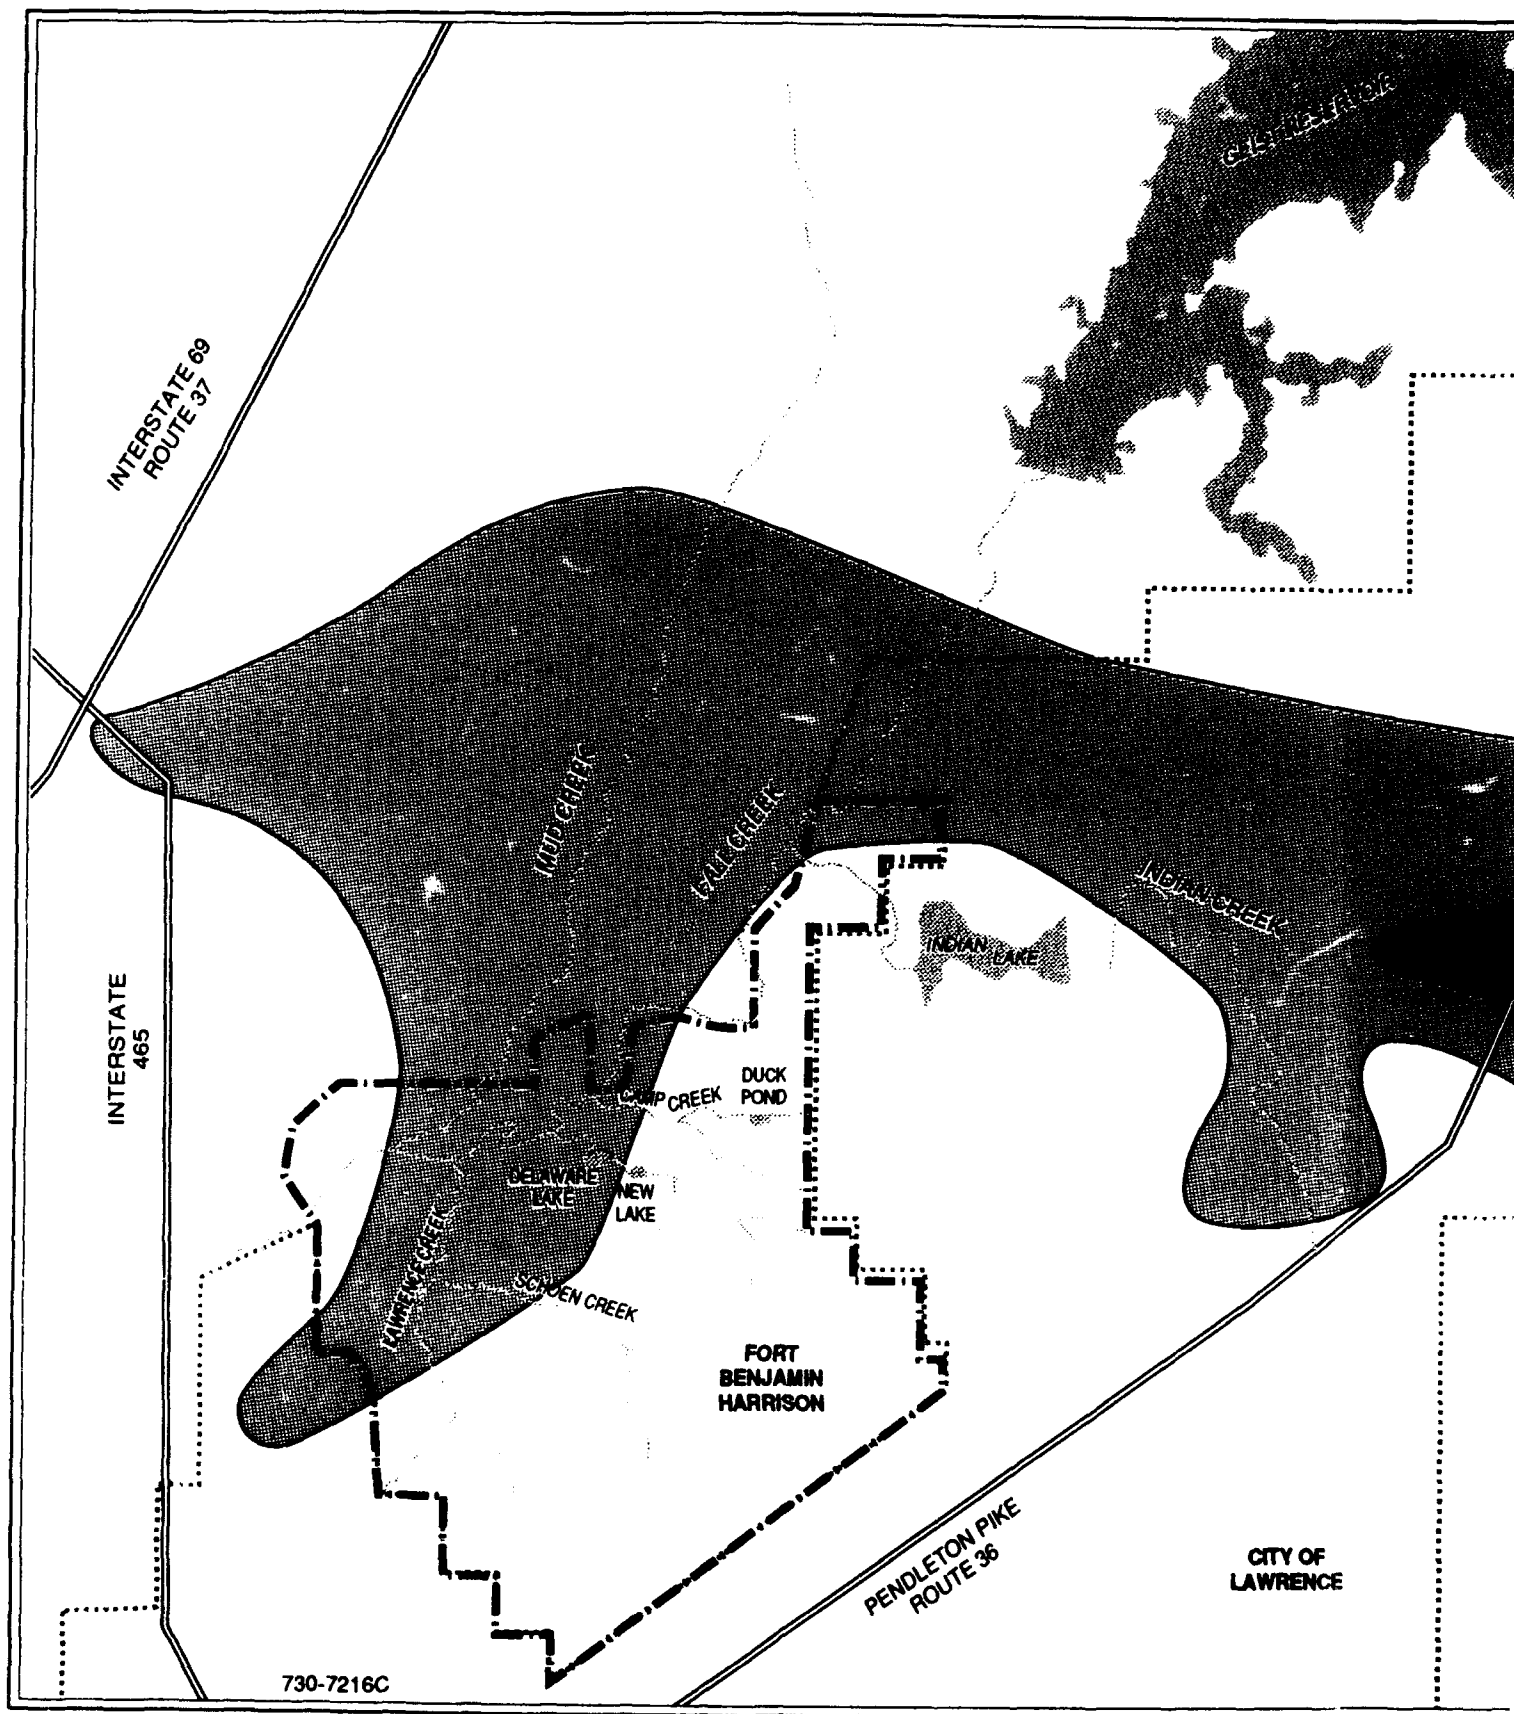 GEIST RESERVOIR
INTERSTATE 69
ROUTE 37
MUD CREEK
FALL CREEK
INDIAN CREEK
INDIAN LAKE
INTERSTATE
465
DUCK
POND
CAMP CREEK
DELAWARE
LAKE
NEW
LAKE
LAWRENCE CREEK
SCHOEN CREEK
FORT
BENJAMIN
HARRISON
PENDLETON PIKE
ROUTE 36
CITY OF
LAWRENCE
730-7216C